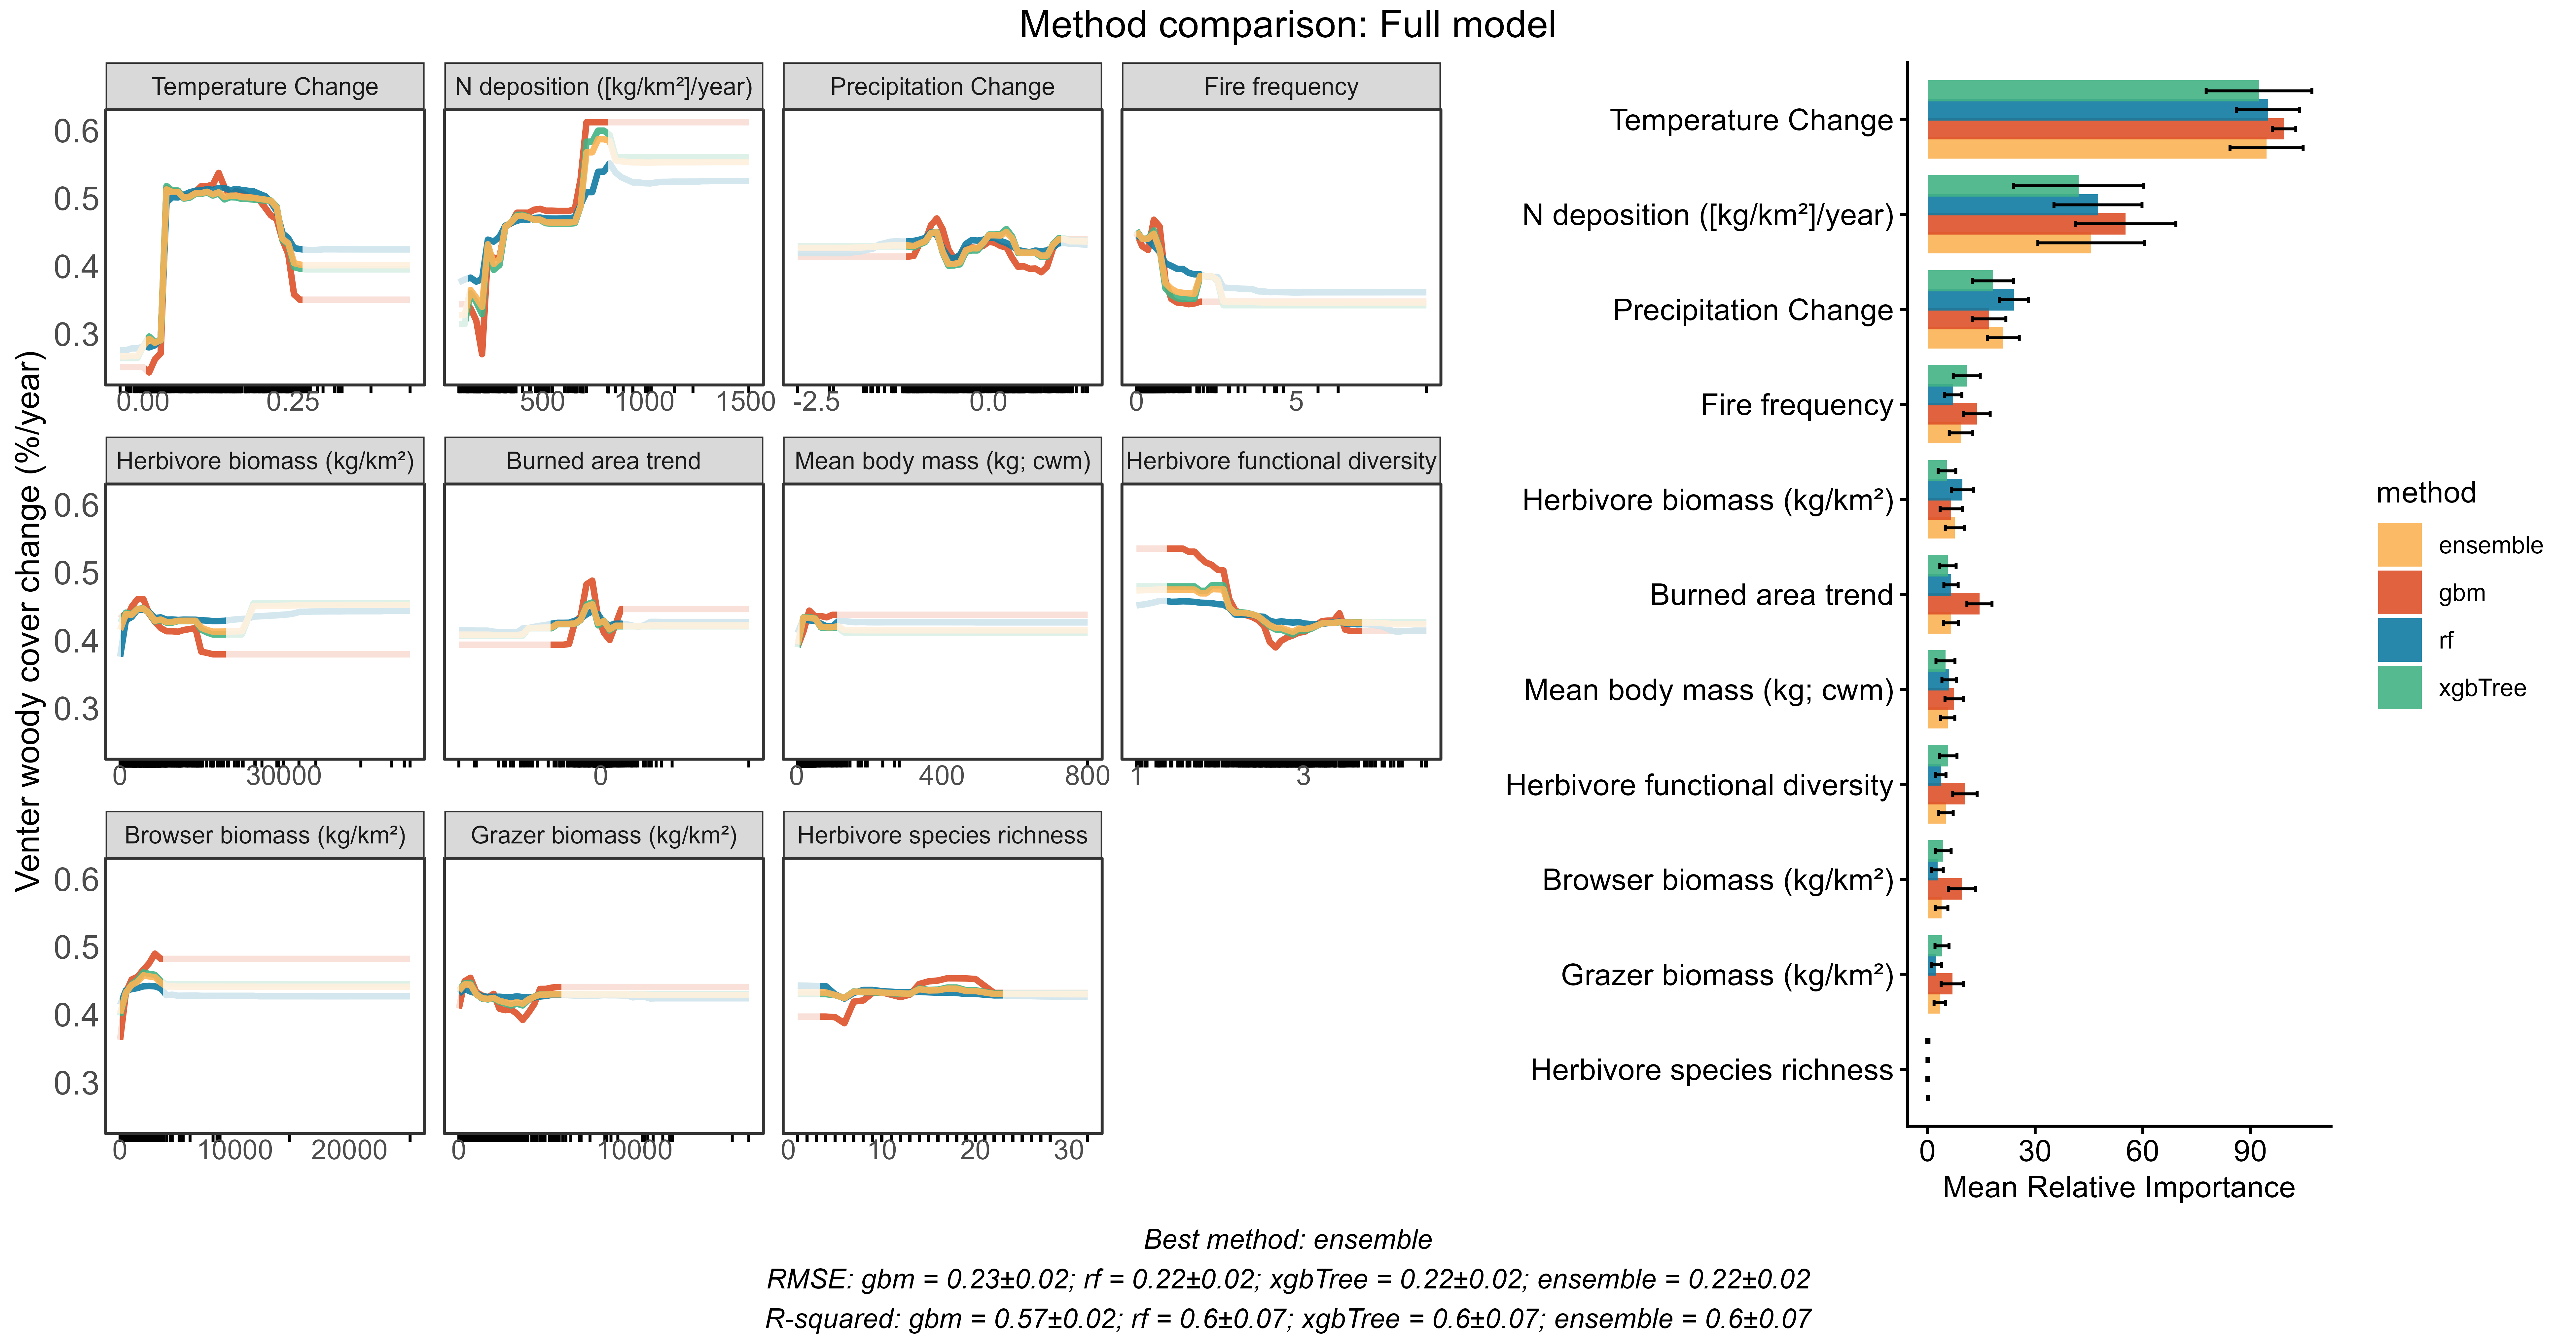 Method comparison: Full model
Venter woody cover change (%/year)
Temperature Change
N deposition ([kg/km²]/year)
Precipitation Change
Fire frequency
0.6
0.5
0.4
0.3
0.00 0.25
500 1000 1500
-2.5 0.0
0 5
Herbivore biomass (kg/km²)
Burned area trend
Mean body mass (kg; cwm)
Herbivore functional diversity
0.6
0.5
0.4
0.3
0 30000
0
0 400 800
1 3
Browser biomass (kg/km²)
Grazer biomass (kg/km²)
Herbivore species richness
0.6
0.5
0.4
0.3
0 10000 20000
0 10000
0 10 20 30
Temperature Change
N deposition ([kg/km²]/year)
Precipitation Change
Fire frequency
Herbivore biomass (kg/km²)
Burned area trend
Mean body mass (kg; cwm)
Herbivore functional diversity
Browser biomass (kg/km²)
Grazer biomass (kg/km²)
Herbivore species richness
0 30 60 90
Mean Relative Importance
method
ensemble
gbm
rf
xgbTree
Best method: ensemble
RMSE: gbm = 0.23±0.02; rf = 0.22±0.02; xgbTree = 0.22±0.02; ensemble = 0.22±0.02
R-squared: gbm = 0.57±0.02; rf = 0.6±0.07; xgbTree = 0.6±0.07; ensemble = 0.6±0.07